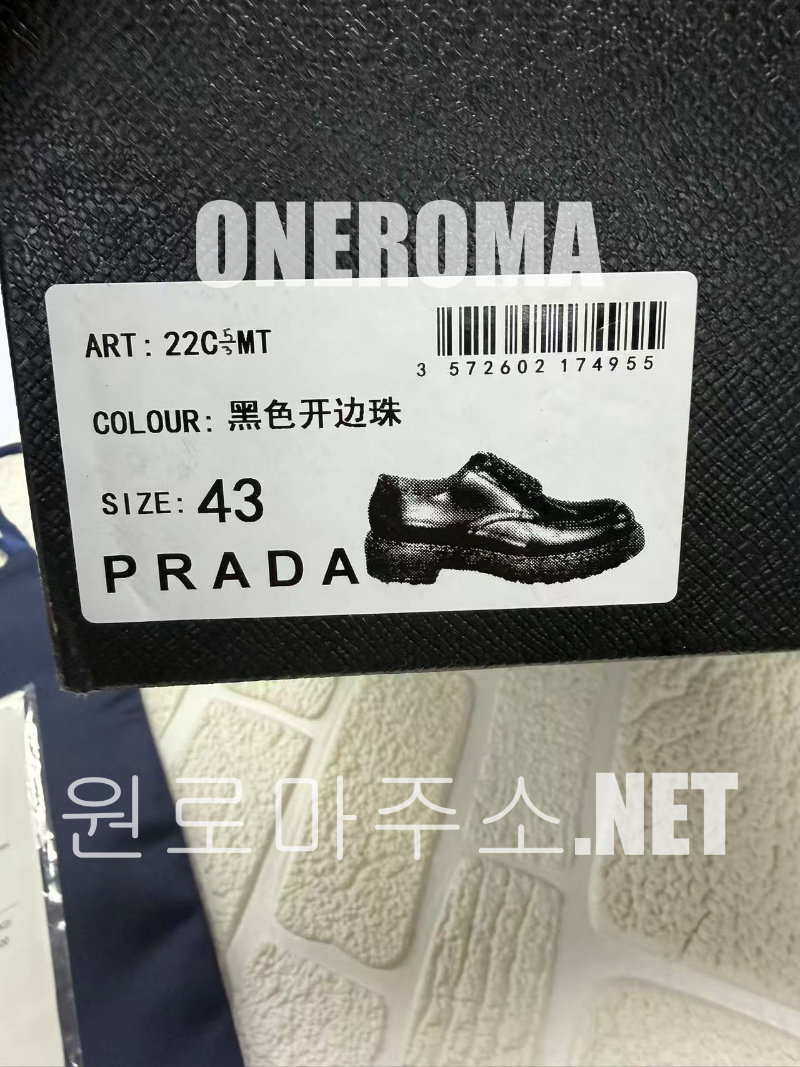 ONEROMA
ART: 22C5/3MT
3 572602 174955
COLOUR: 黑色开边珠
SIZE: 43
PRADA
원로마주소.NET